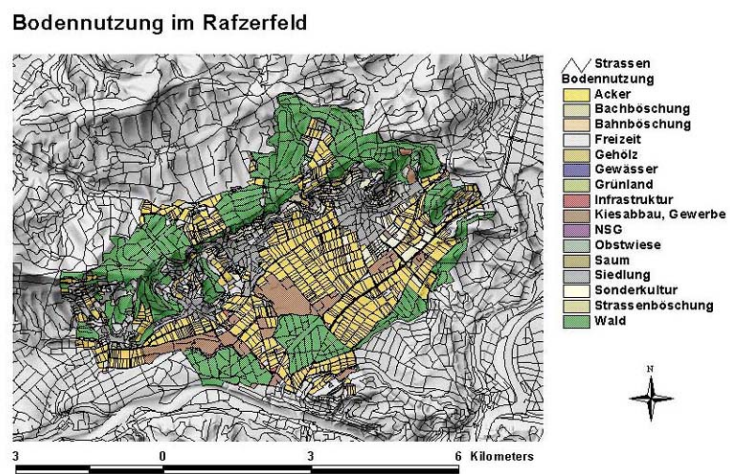 Bodennutzung im Rafzerfeld
Strassen
Bodennutzung
Acker
Bachböschung
Bahnböschung
Freizeit
Gehölz
Gewässer
Grünland
Infrastruktur
Kiesabbau, Gewerbe
NSG
Obstwiese
Saum
Siedlung
Sonderkultur
Strassenböschung
Wald
N
3 0 3 6 Kilometers